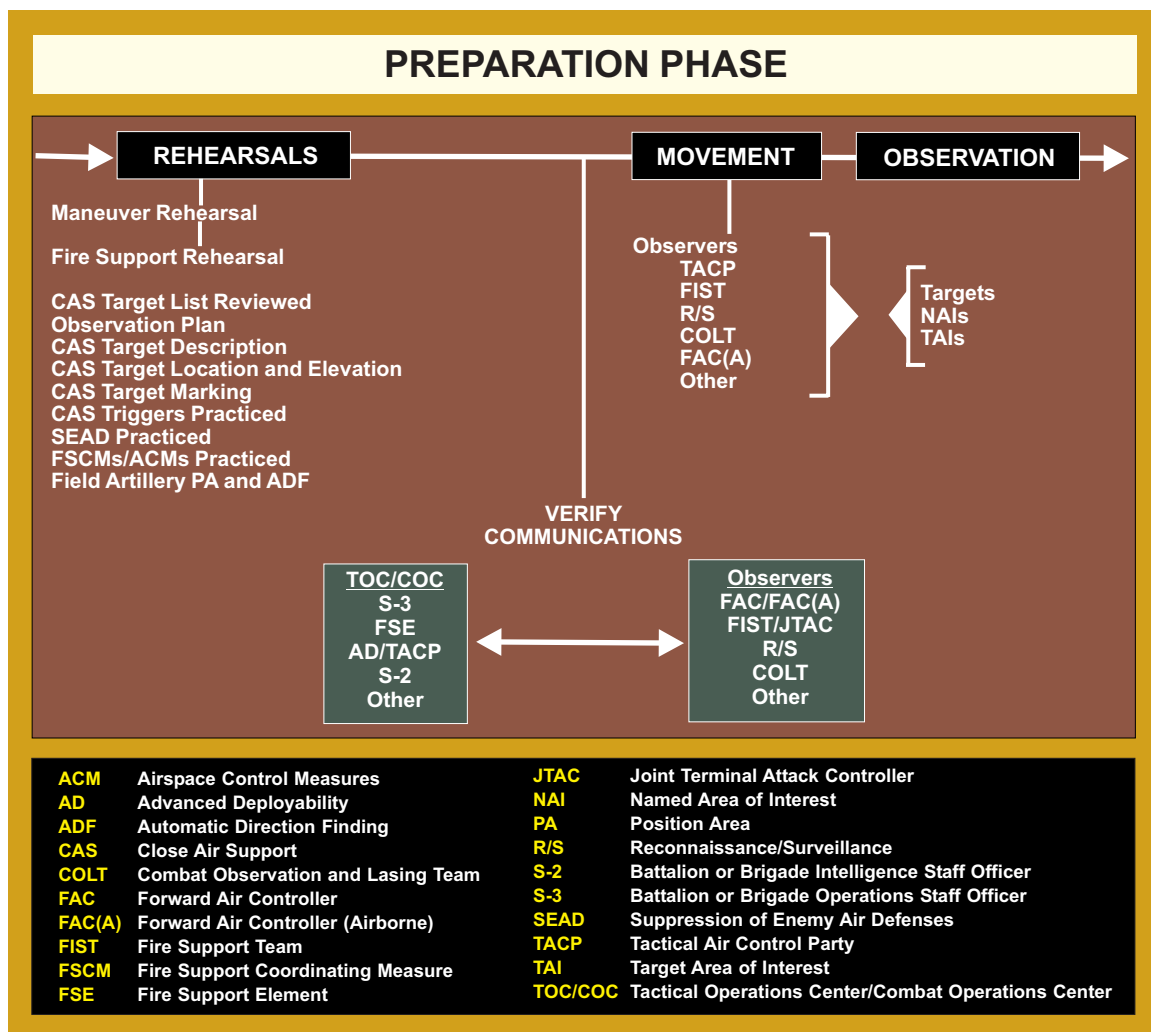 PREPARATION PHASE
REHEARSALS
Maneuver Rehearsal
Fire Support Rehearsal
CAS Target List Reviewed
Observation Plan
CAS Target Description
CAS Target Location and Elevation
CAS Target Marking
CAS Triggers Practiced
SEAD Practiced
FSCMs/ACMs Practiced
Field Artillery PA and ADF
MOVEMENT
Observers
TACP
FIST
R/S
COLT
FAC(A)
Other
OBSERVATION
Targets
NAIs
TAIs
VERIFY
COMMUNICATIONS
TOC/COC
S-3
FSE
AD/TACP
S-2
Other
Observers
FAC/FAC(A)
FIST/JTAC
R/S
COLT
Other
ACM Airspace Control Measures
AD Advanced Deployability
ADF Automatic Direction Finding
CAS Close Air Support
COLT Combat Observation and Lasing Team
FAC Forward Air Controller
FAC(A) Forward Air Controller (Airborne)
FIST Fire Support Team
FSCM Fire Support Coordinating Measure
FSE Fire Support Element
JTAC Joint Terminal Attack Controller
NAI Named Area of Interest
PA Position Area
R/S Reconnaissance/Surveillance
S-2 Battalion or Brigade Intelligence Staff Officer
S-3 Battalion or Brigade Operations Staff Officer
SEAD Suppression of Enemy Air Defenses
TACP Tactical Air Control Party
TAI Target Area of Interest
TOC/COC Tactical Operations Center/Combat Operations Center